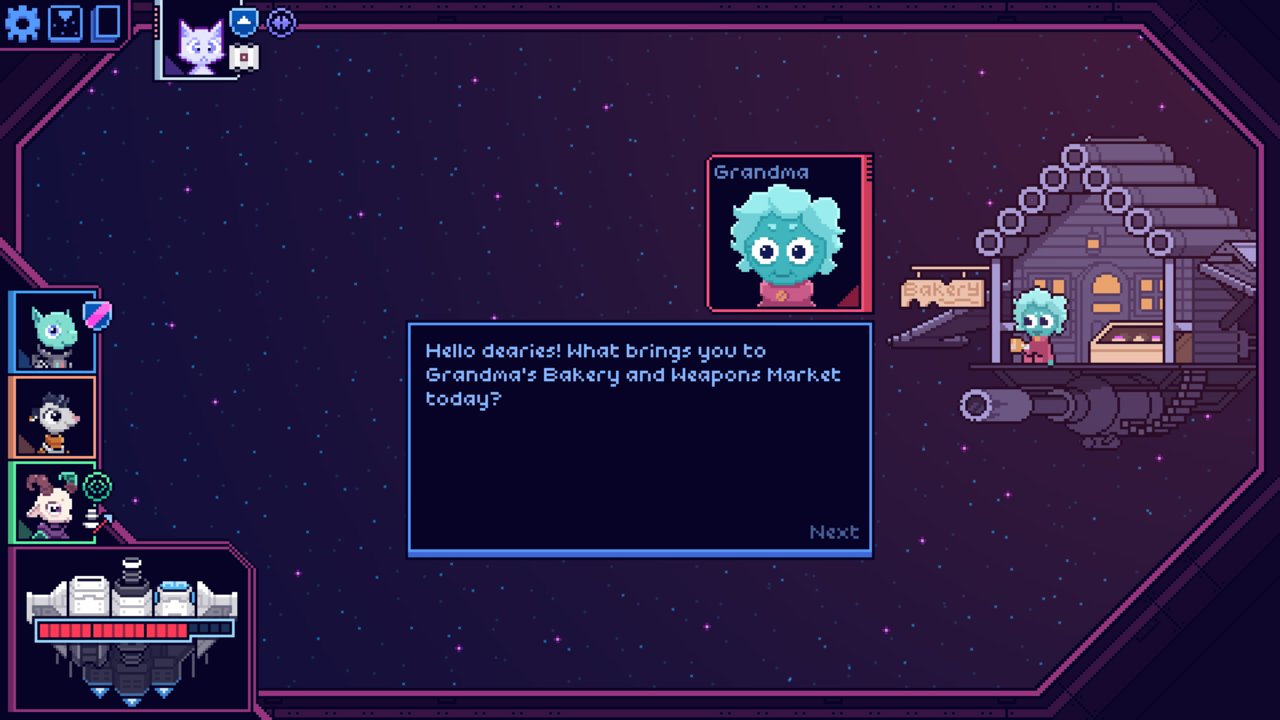 Grandma
Bakery
Hello dearies! What brings you to
Grandma's Bakery and Weapons Market
today?
Next